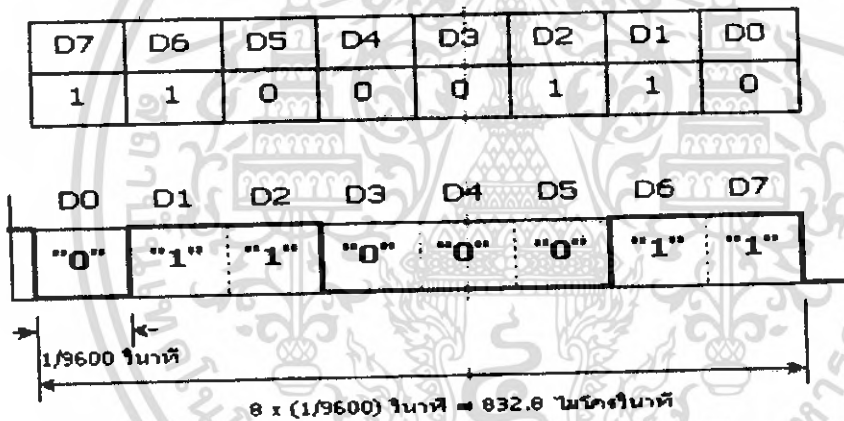 D7 D6 D5 D4 D3 D2 D1 D0
1 1 0 0 0 1 1 0
D0 D1 D2 D3 D4 D5 D6 D7
"0" "1" "1" "0" "0" "0" "1" "1"
1/9600 วินาที
8 x (1/9600) วินาที = 832.8 ไมโครวินาที